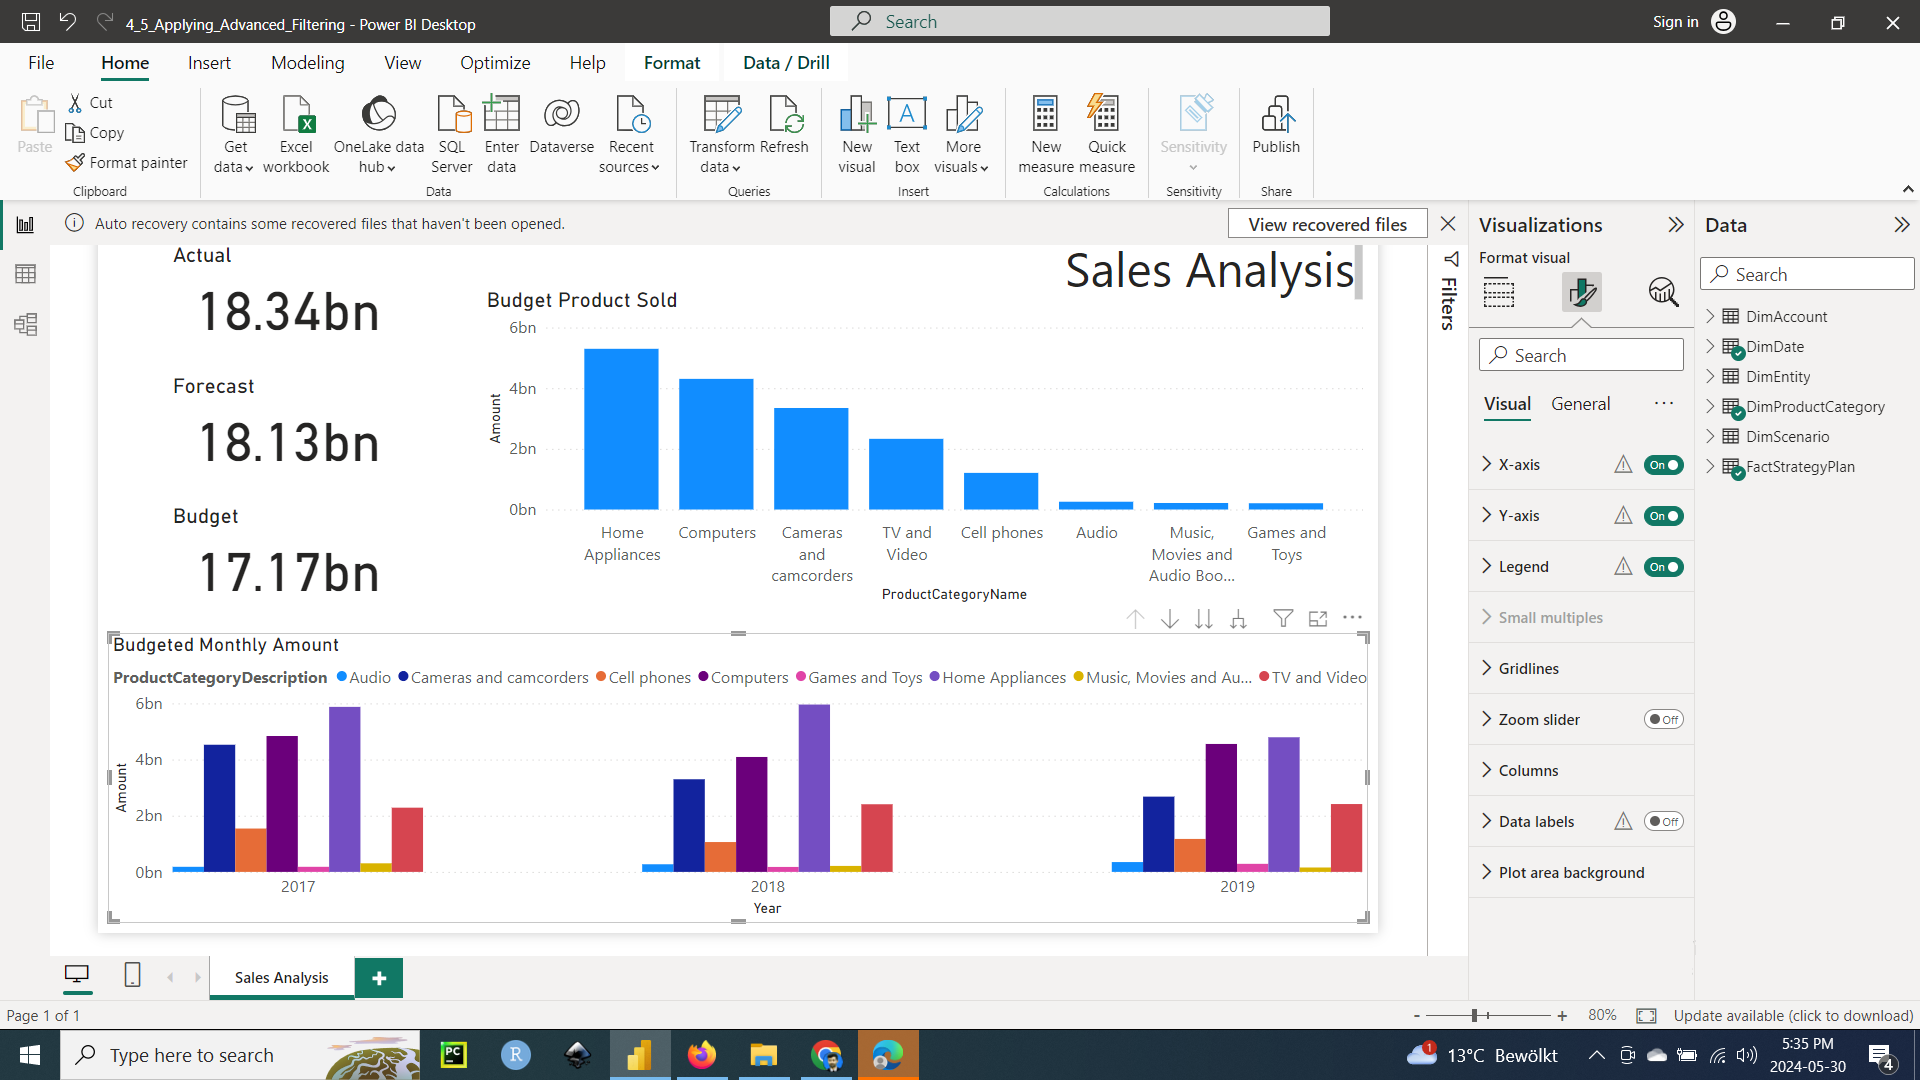 4_5_Applying_Advanced_Filtering - Power BI Desktop
Search
Sign in
File Home Insert Modeling View Optimize Help Format Data / Drill
Paste
Cut
Copy
Format painter
Clipboard
Get data
Excel workbook
OneLake data hub
SQL Server
Enter data
Dataverse
Recent sources
Data
Transform data
Refresh
Queries
New visual
Text box
More visuals
Insert
New measure
Quick measure
Calculations
Sensitivity
Sensitivity
Publish
Share
Auto recovery contains some recovered files that haven't been opened.
View recovered files
Actual
18.34bn
Forecast
18.13bn
Budget
17.17bn
Sales Analysis
Budget Product Sold
Amount
6bn
4bn
2bn
0bn
Home Appliances
Computers
Cameras and camcorders
TV and Video
Cell phones
Audio
Music, Movies and Audio Boo...
Games and Toys
ProductCategoryName
Budgeted Monthly Amount
ProductCategoryDescription Audio Cameras and camcorders Cell phones Computers Games and Toys Home Appliances Music, Movies and Au... TV and Video
Amount
6bn
4bn
2bn
0bn
2017 2018 2019
Year
Filters
Visualizations
Format visual
Search
Visual General ...
X-axis On
Y-axis On
Legend On
Small multiples
Gridlines
Zoom slider Off
Columns
Data labels Off
Plot area background
Data
Search
DimAccount
DimDate
DimEntity
DimProductCategory
DimScenario
FactStrategyPlan
Sales Analysis
+
Page 1 of 1
- + 80%
Update available (click to download)
Type here to search
PC
R
1
13°C Bewölkt
5:35 PM
2024-05-30
4